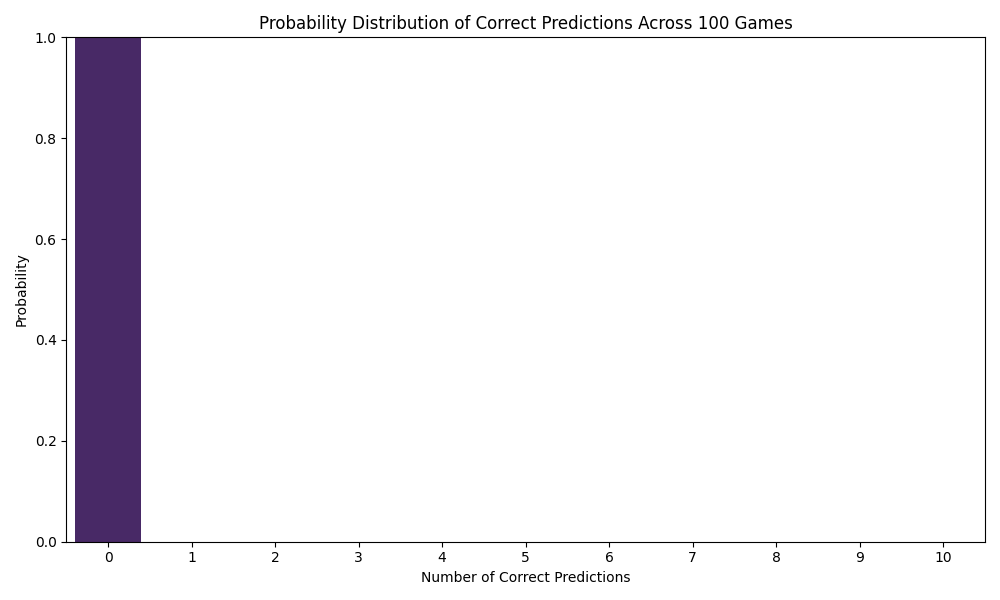 Probability Distribution of Correct Predictions Across 100 Games
1.0
0.8
0.6
0.4
0.2
0.0
Probability
0 1 2 3 4 5 6 7 8 9 10
Number of Correct Predictions